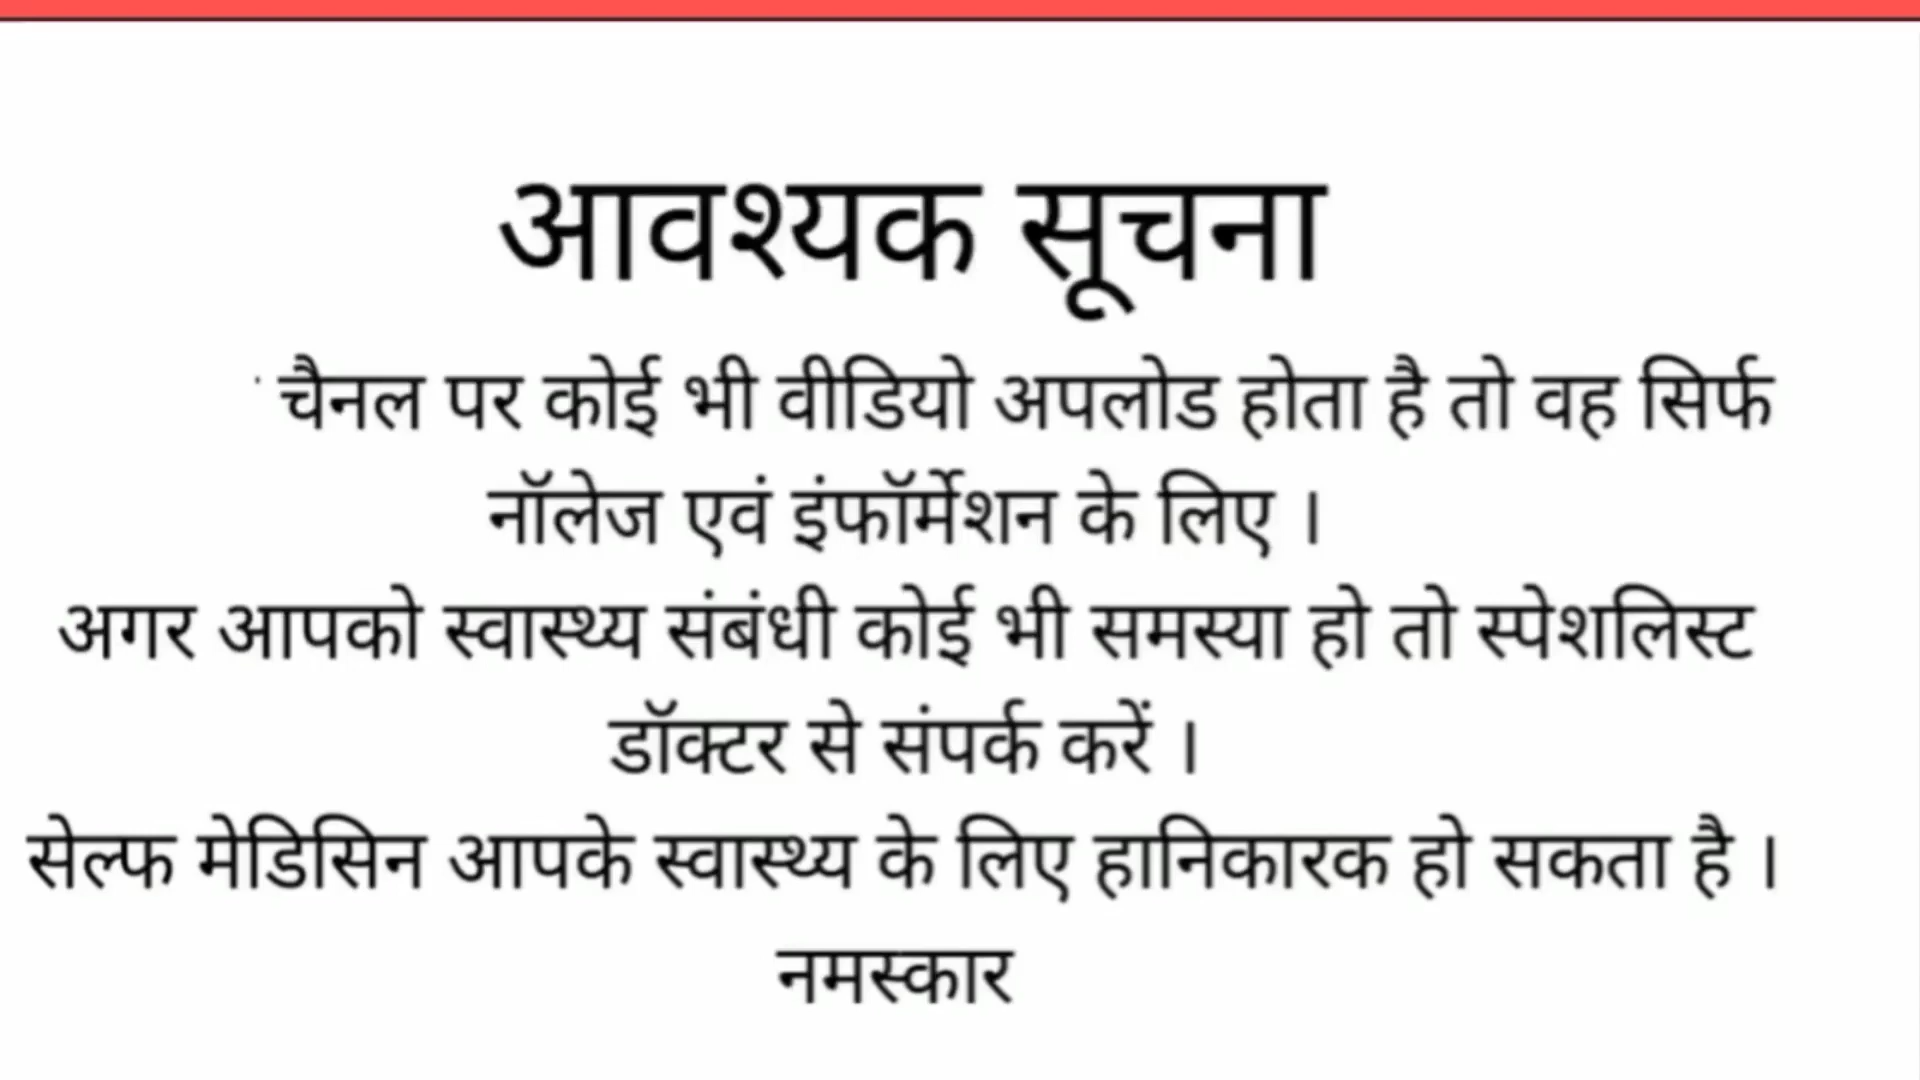 आवश्यक सूचना
चैनल पर कोई भी वीडियो अपलोड होता है तो वह सिर्फ
नॉलेज एवं इंफॉर्मेशन के लिए ।
अगर आपको स्वास्थ्य संबंधी कोई भी समस्या हो तो स्पेशलिस्ट
डॉक्टर से संपर्क करें ।
सेल्फ मेडिसिन आपके स्वास्थ्य के लिए हानिकारक हो सकता है ।
नमस्कार